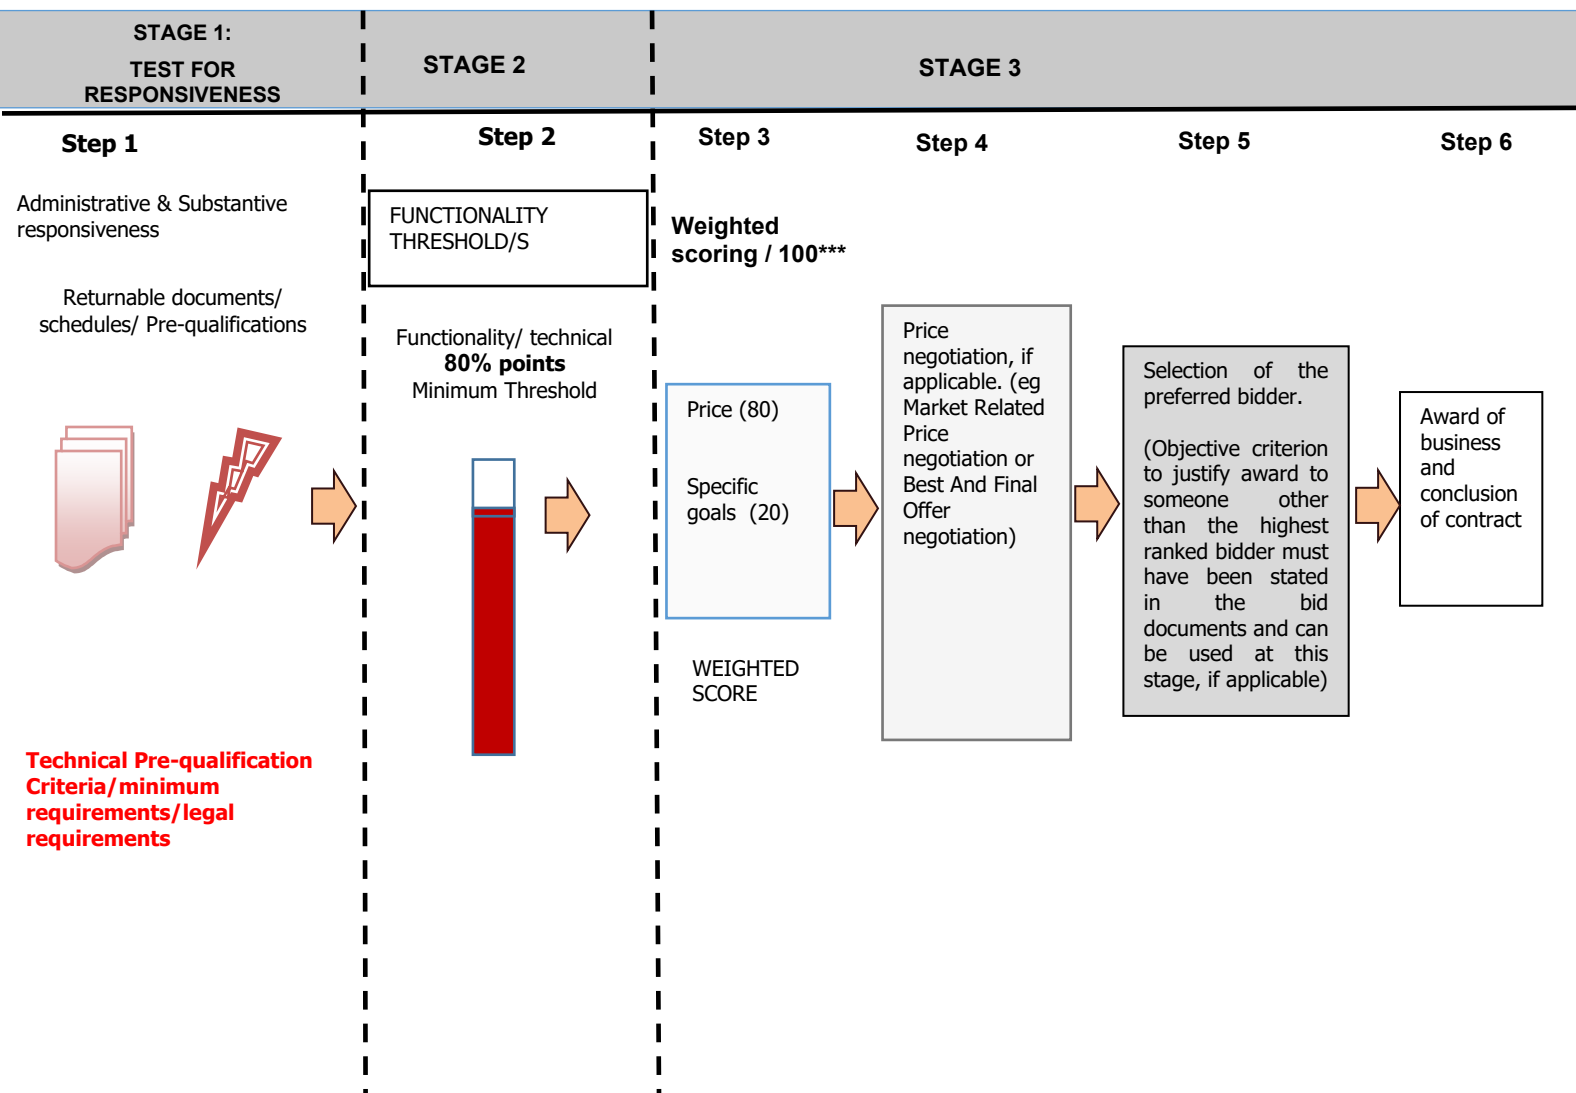 STAGE 1:
TEST FOR
RESPONSIVENESS
STAGE 2
STAGE 3
Step 1
Step 2
Step 3
Step 4
Step 5
Step 6
Administrative & Substantive
responsiveness
Returnable documents/
schedules/ Pre-qualifications
Technical Pre-qualification
Criteria/minimum
requirements/legal
requirements
FUNCTIONALITY
THRESHOLD/S
Functionality/ technical
80% points
Minimum Threshold
Weighted
scoring / 100***
Price (80)
Specific
goals (20)
WEIGHTED
SCORE
Price
negotiation, if
applicable. (eg
Market Related
Price
negotiation or
Best And Final
Offer
negotiation)
Selection of the
preferred bidder.
(Objective criterion
to justify award to
someone other
than the highest
ranked bidder must
have been stated
in the bid
documents and can
be used at this
stage, if applicable)
Award of
business
and
conclusion
of contract